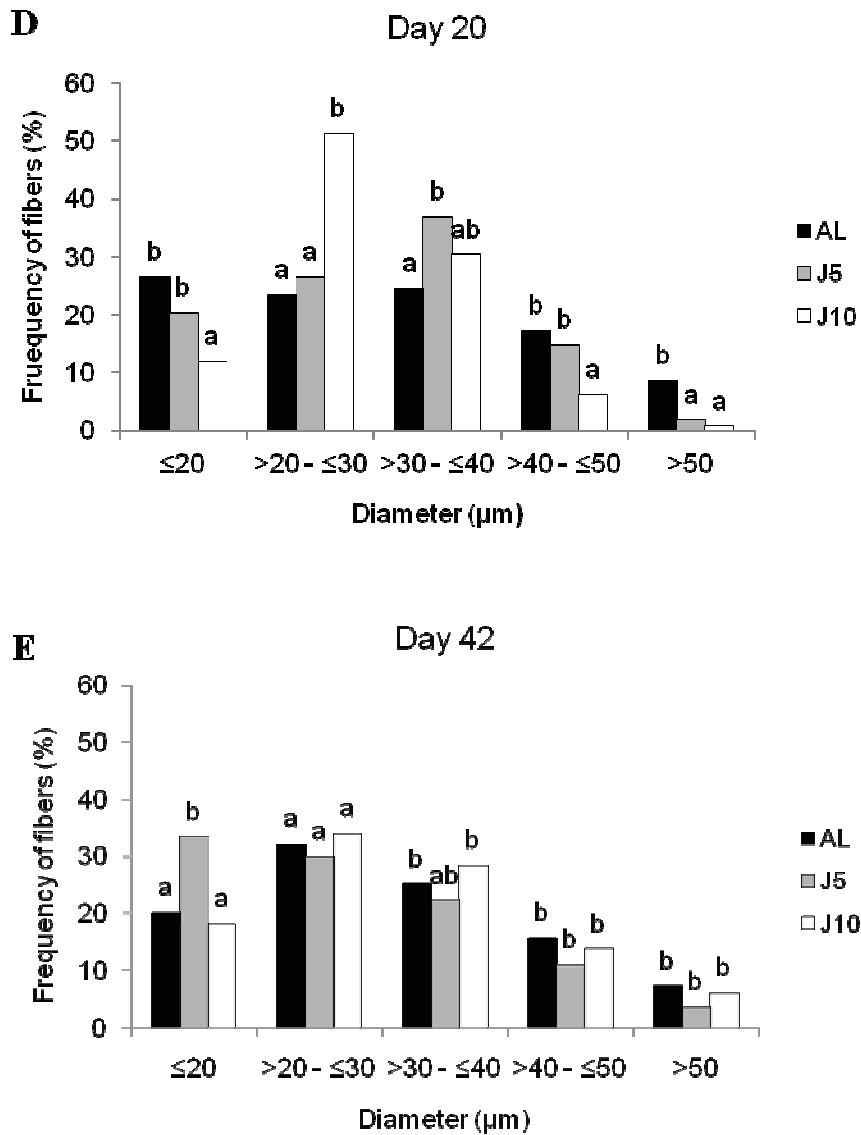 D
Day 20
Fruequency of fibers (%)
60
50
40
30
20
10
0
b
b
a
a
a
b
a
b
ab
b
b
a
b
a
a
≤20
>20 - ≤30
>30 - ≤40
>40 - ≤50
>50
Diameter (µm)
AL
J5
J10
E
Day 42
Frequency of fibers (%)
60
50
40
30
20
10
0
a
b
a
a
a
a
b
ab
b
b
b
b
b
b
b
≤20
>20 - ≤30
>30 - ≤40
>40 - ≤50
>50
Diameter (µm)
AL
J5
J10